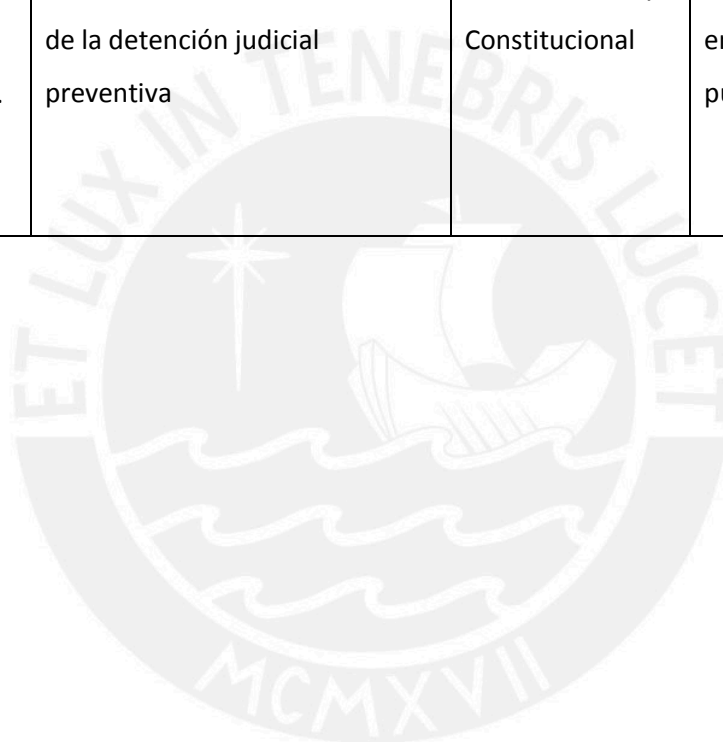 de la detención judicial
preventiva
Constitucional
ET LUX IN TENEBRIS LUCET
MCMXVII